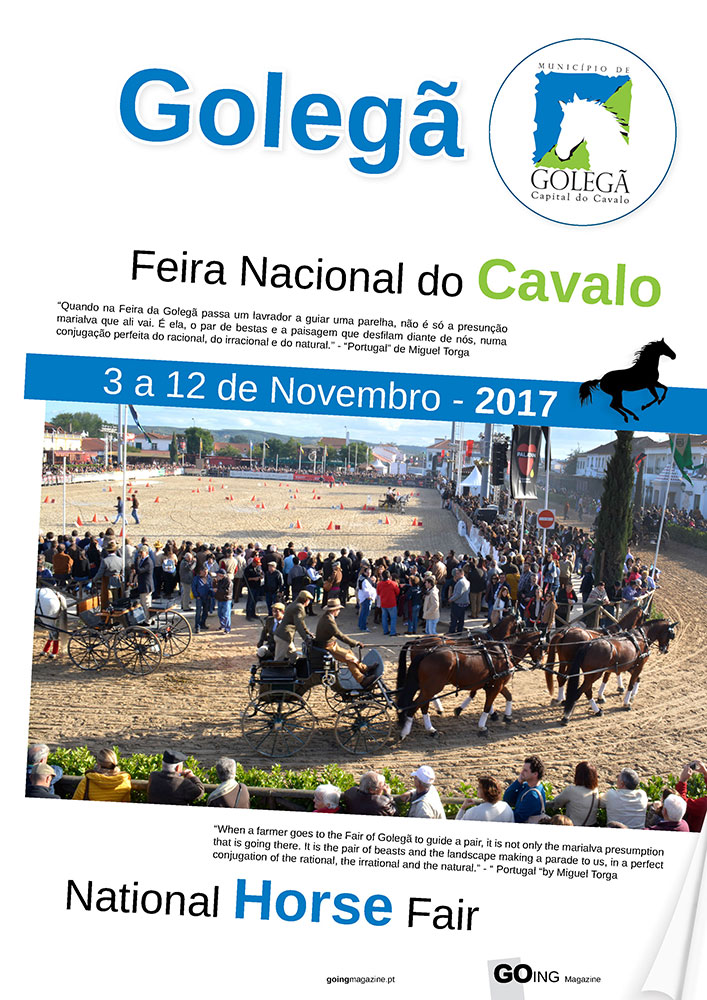 Golegã
MUNICÍPIO DE
GOLEGÃ
Capital do Cavalo
Feira Nacional do Cavalo
“Quando na Feira da Golegã passa um lavrador a guiar uma parelha, não é só a presunção
marialva que ali vai. É ela, o par de bestas e a paisagem que desfilam diante de nós, numa
conjugação perfeita do racional, do irracional e do natural.” - “Portugal” de Miguel Torga
3 a 12 de Novembro - 2017
“When a farmer goes to the Fair of Golegã to guide a pair, it is not only the marialva presumption
that is going there. It is the pair of beasts and the landscape making a parade to us, in a perfect
conjugation of the rational, the irrational and the natural.” - “ Portugal “by Miguel Torga
National Horse Fair
goingmagazine.pt
GOING Magazine